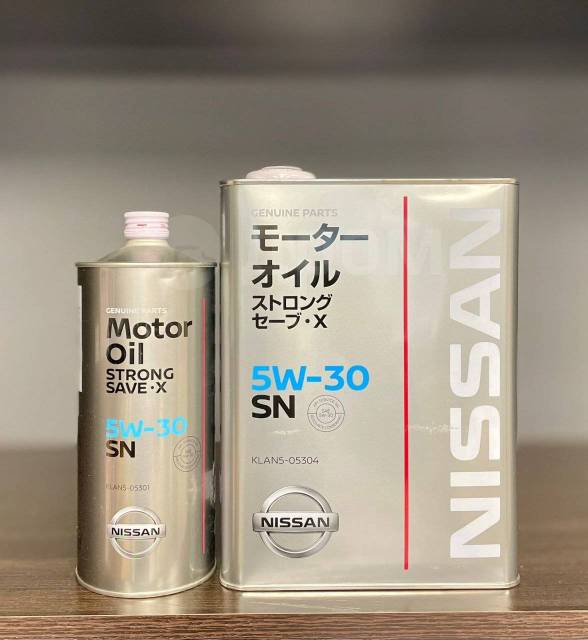 GENUINE PARTS
Motor
Oil
STRONG
SAVE·X
5W-30
SN
KLAN5-05301
NISSAN
GENUINE PARTS
モーター
オイル
ストロング
セーブ・X
5W-30
SN
KLAN5-05304
NISSAN
NISSAN